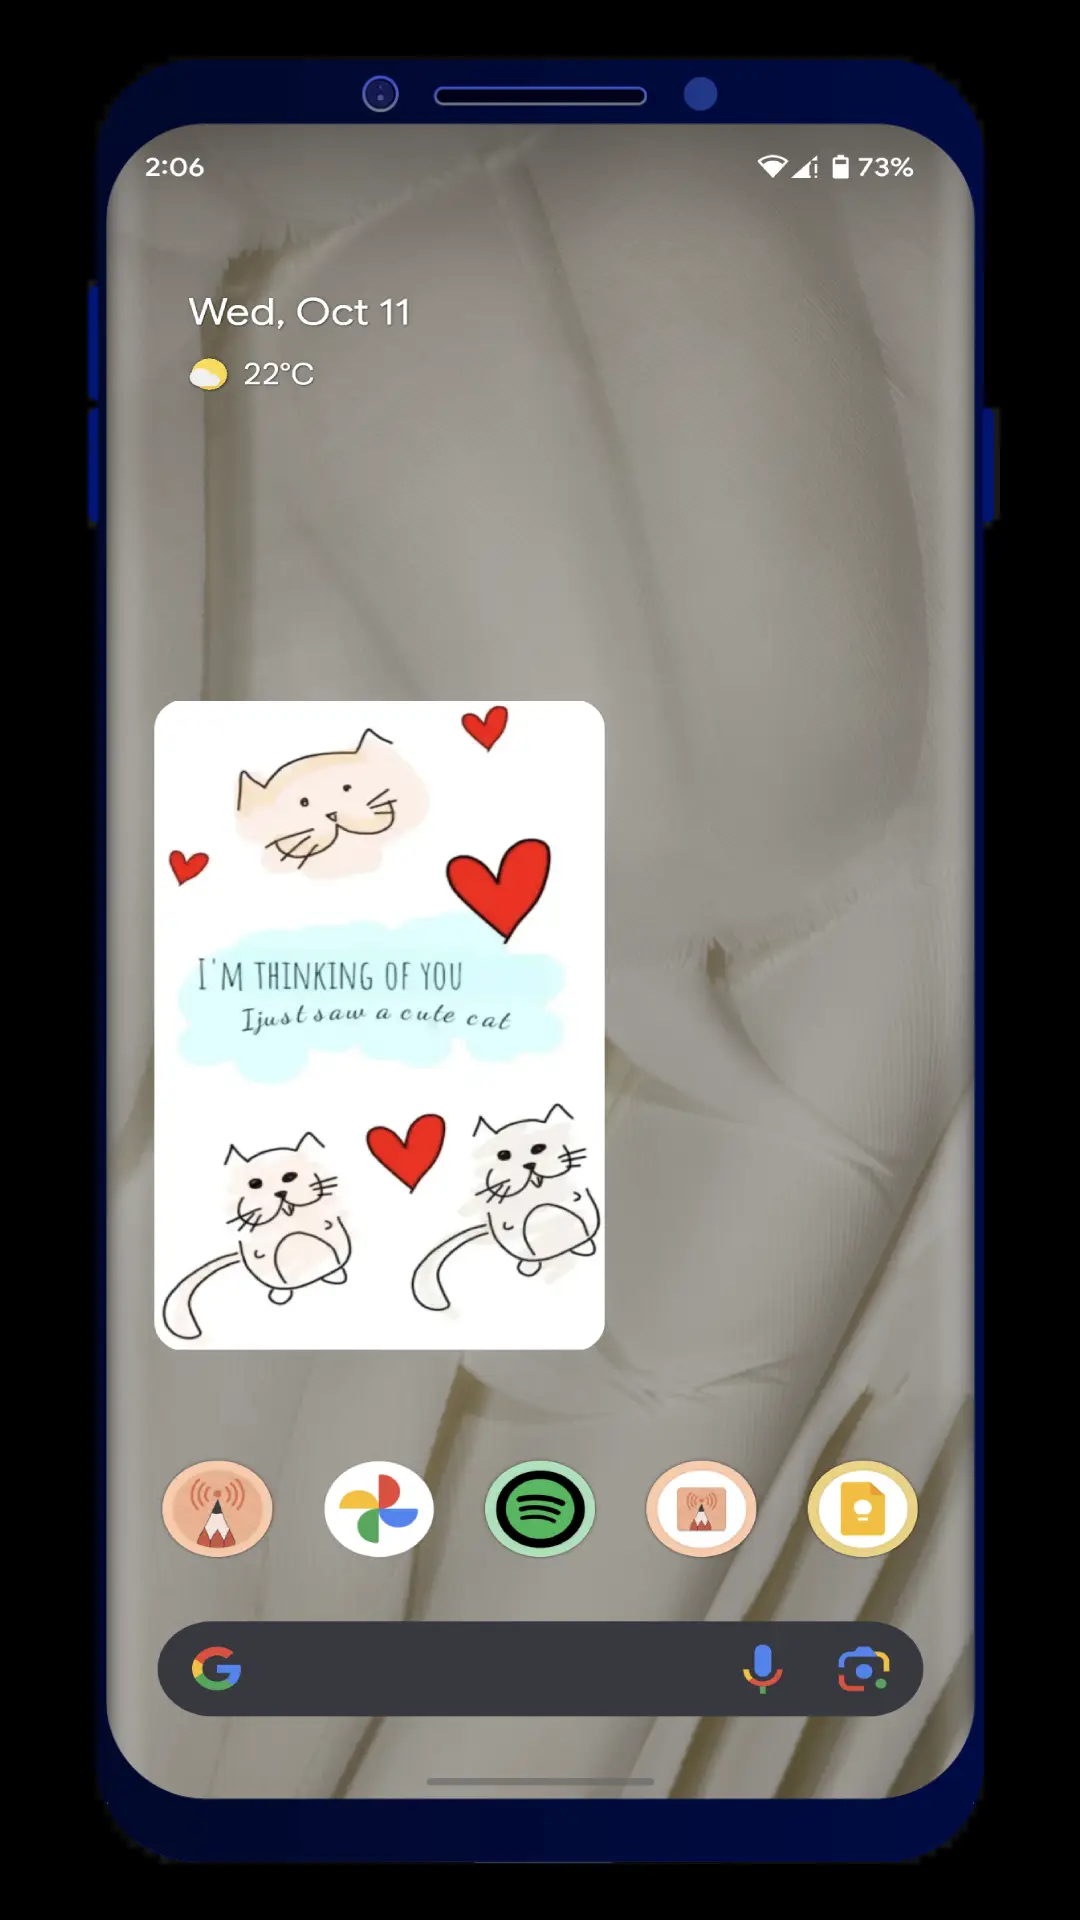 2:06
73%
Wed, Oct 11
22°C
I'M THINKING OF YOU
I just saw a cute cat